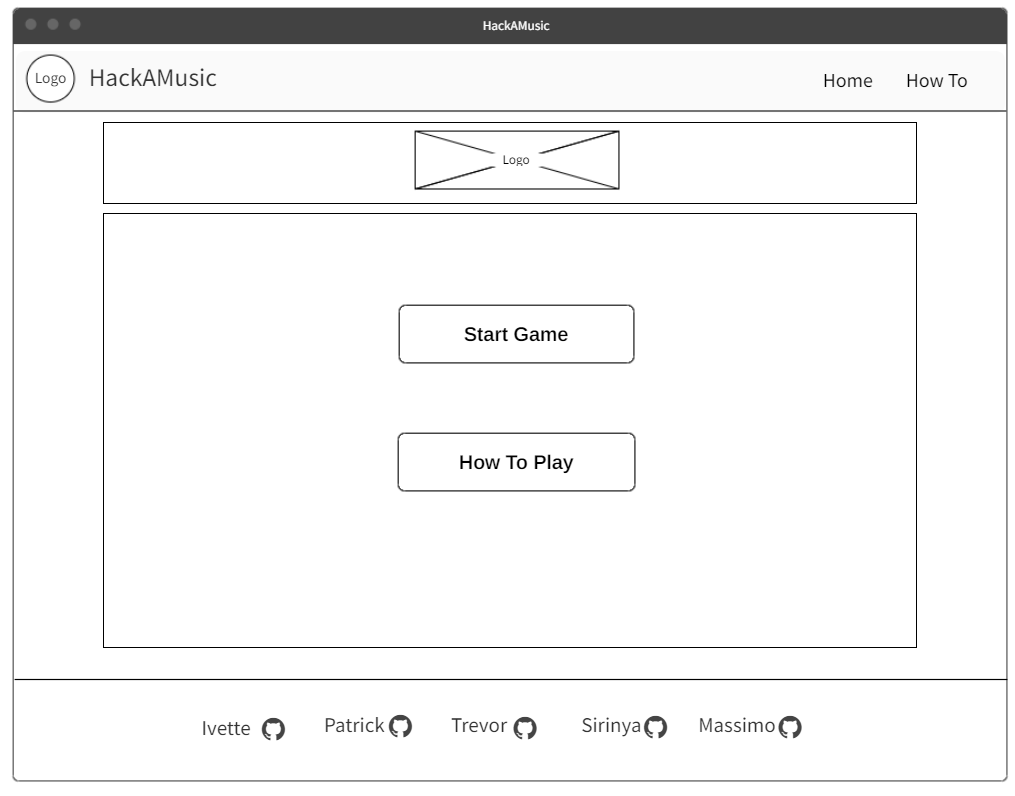 HackAMusic
Logo HackAMusic Home How To
Logo
Start Game
How To Play
Ivette Patrick Trevor Sirinya Massimo